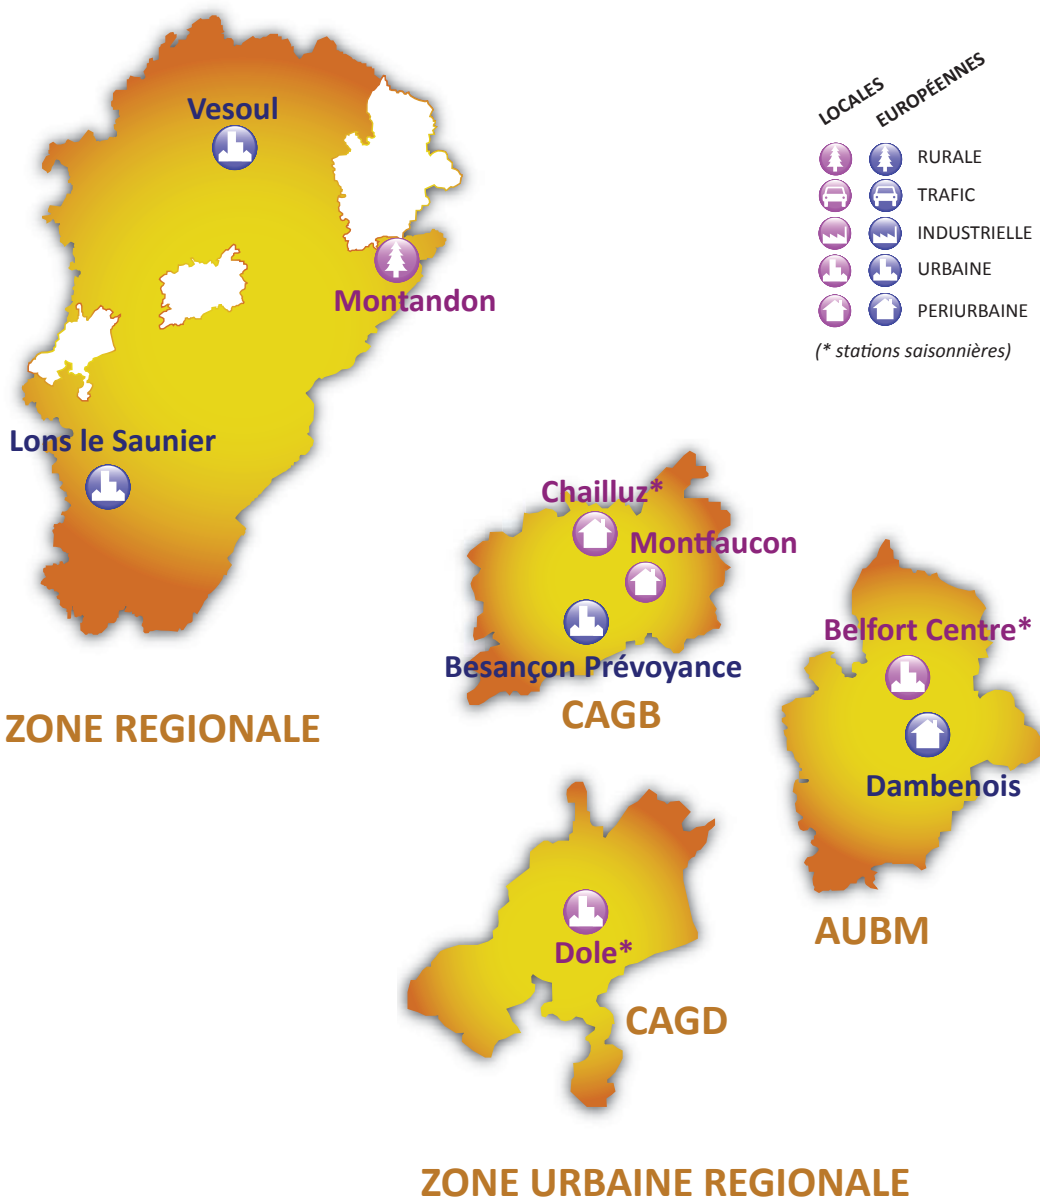 Vesoul
Montandon
Lons le Saunier
ZONE REGIONALE
LOCALES
EUROPÉENNES
RURALE
TRAFIC
INDUSTRIELLE
URBAINE
PERIURBAINE
(* stations saisonnières)
Chailluz*
Montfaucon
Besançon Prévoyance
CAGB
Belfort Centre*
Dambenois
AUBM
Dole*
CAGD
ZONE URBAINE REGIONALE